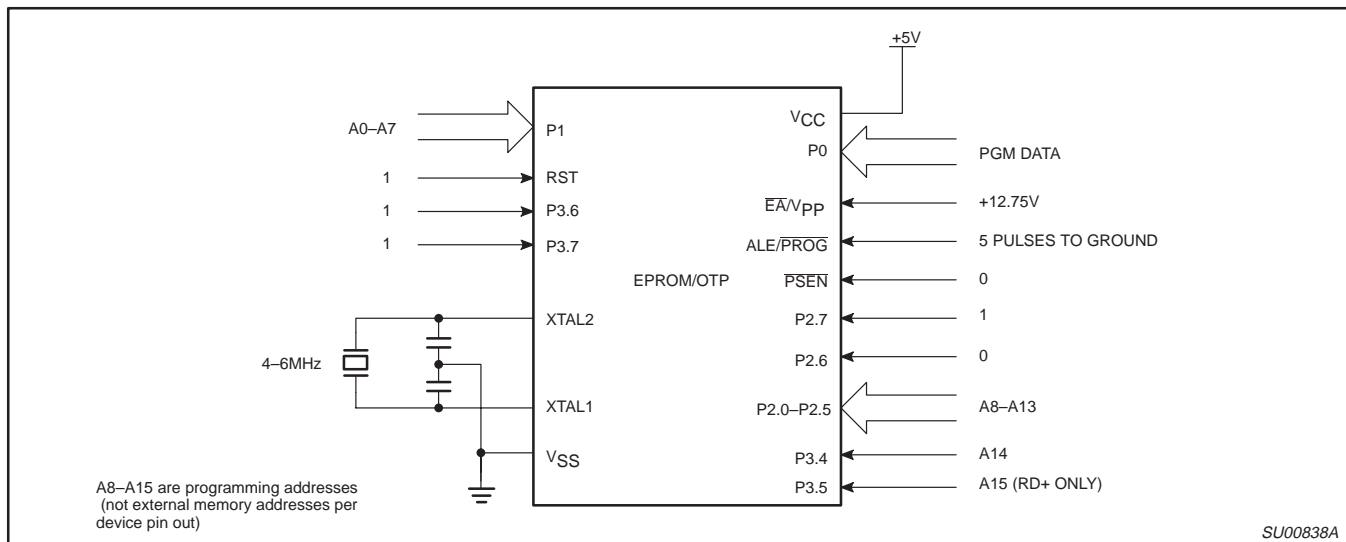 +5V
A0–A7
P1
VCC
P0
PGM DATA
1
RST
1
P3.6
EA/VPP
+12.75V
1
P3.7
ALE/PROG
5 PULSES TO GROUND
EPROM/OTP
PSEN
0
XTAL2
P2.7
1
4–6MHz
P2.6
0
XTAL1
P2.0–P2.5
A8–A13
VSS
P3.4
A14
P3.5
A15 (RD+ ONLY)
A8–A15 are programming addresses
(not external memory addresses per
device pin out)
SU00838A